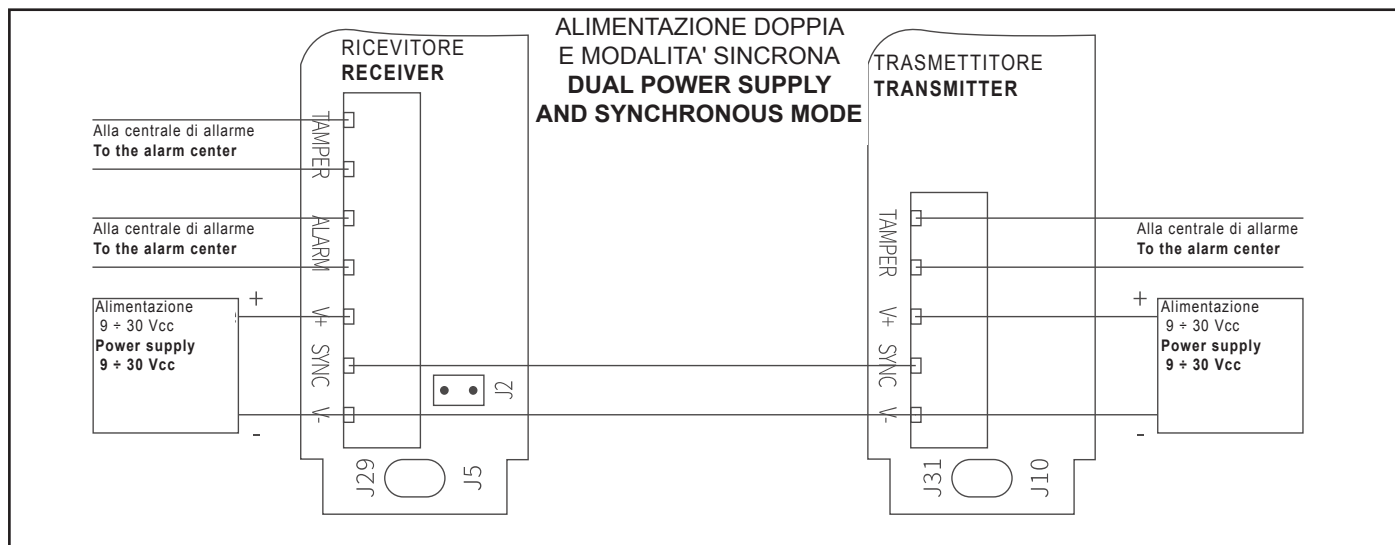 ALIMENTAZIONE DOPPIA
E MODALITA' SINCRONA
DUAL POWER SUPPLY
AND SYNCHRONOUS MODE
RICEVITORE
RECEIVER
TRASMETTITORE
TRANSMITTER
Alla centrale di allarme
To the alarm center
Alla centrale di allarme
To the alarm center
Alimentazione
9 ÷ 30 Vcc
Power supply
9 ÷ 30 Vcc
+
-
TAMPER
ALARM
V+
SYNC
V-
J2
J29
J5
TAMPER
V+
SYNC
V-
J31
J10
Alla centrale di allarme
To the alarm center
+
-
Alimentazione
9 ÷ 30 Vcc
Power supply
9 ÷ 30 Vcc